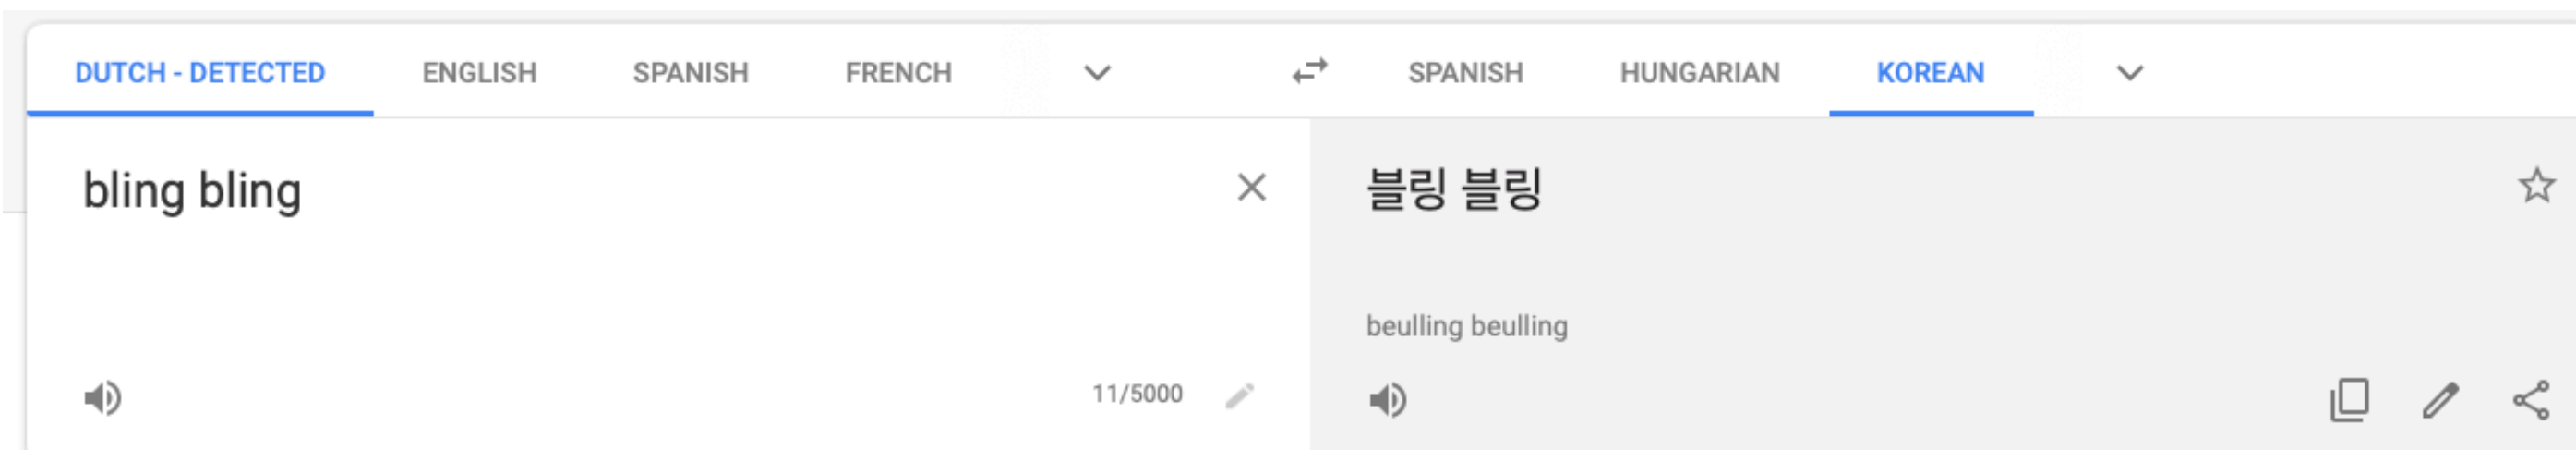 DUTCH - DETECTED ENGLISH SPANISH FRENCH SPANISH HUNGARIAN KOREAN
bling bling
블링 블링
beulling beulling
11/5000